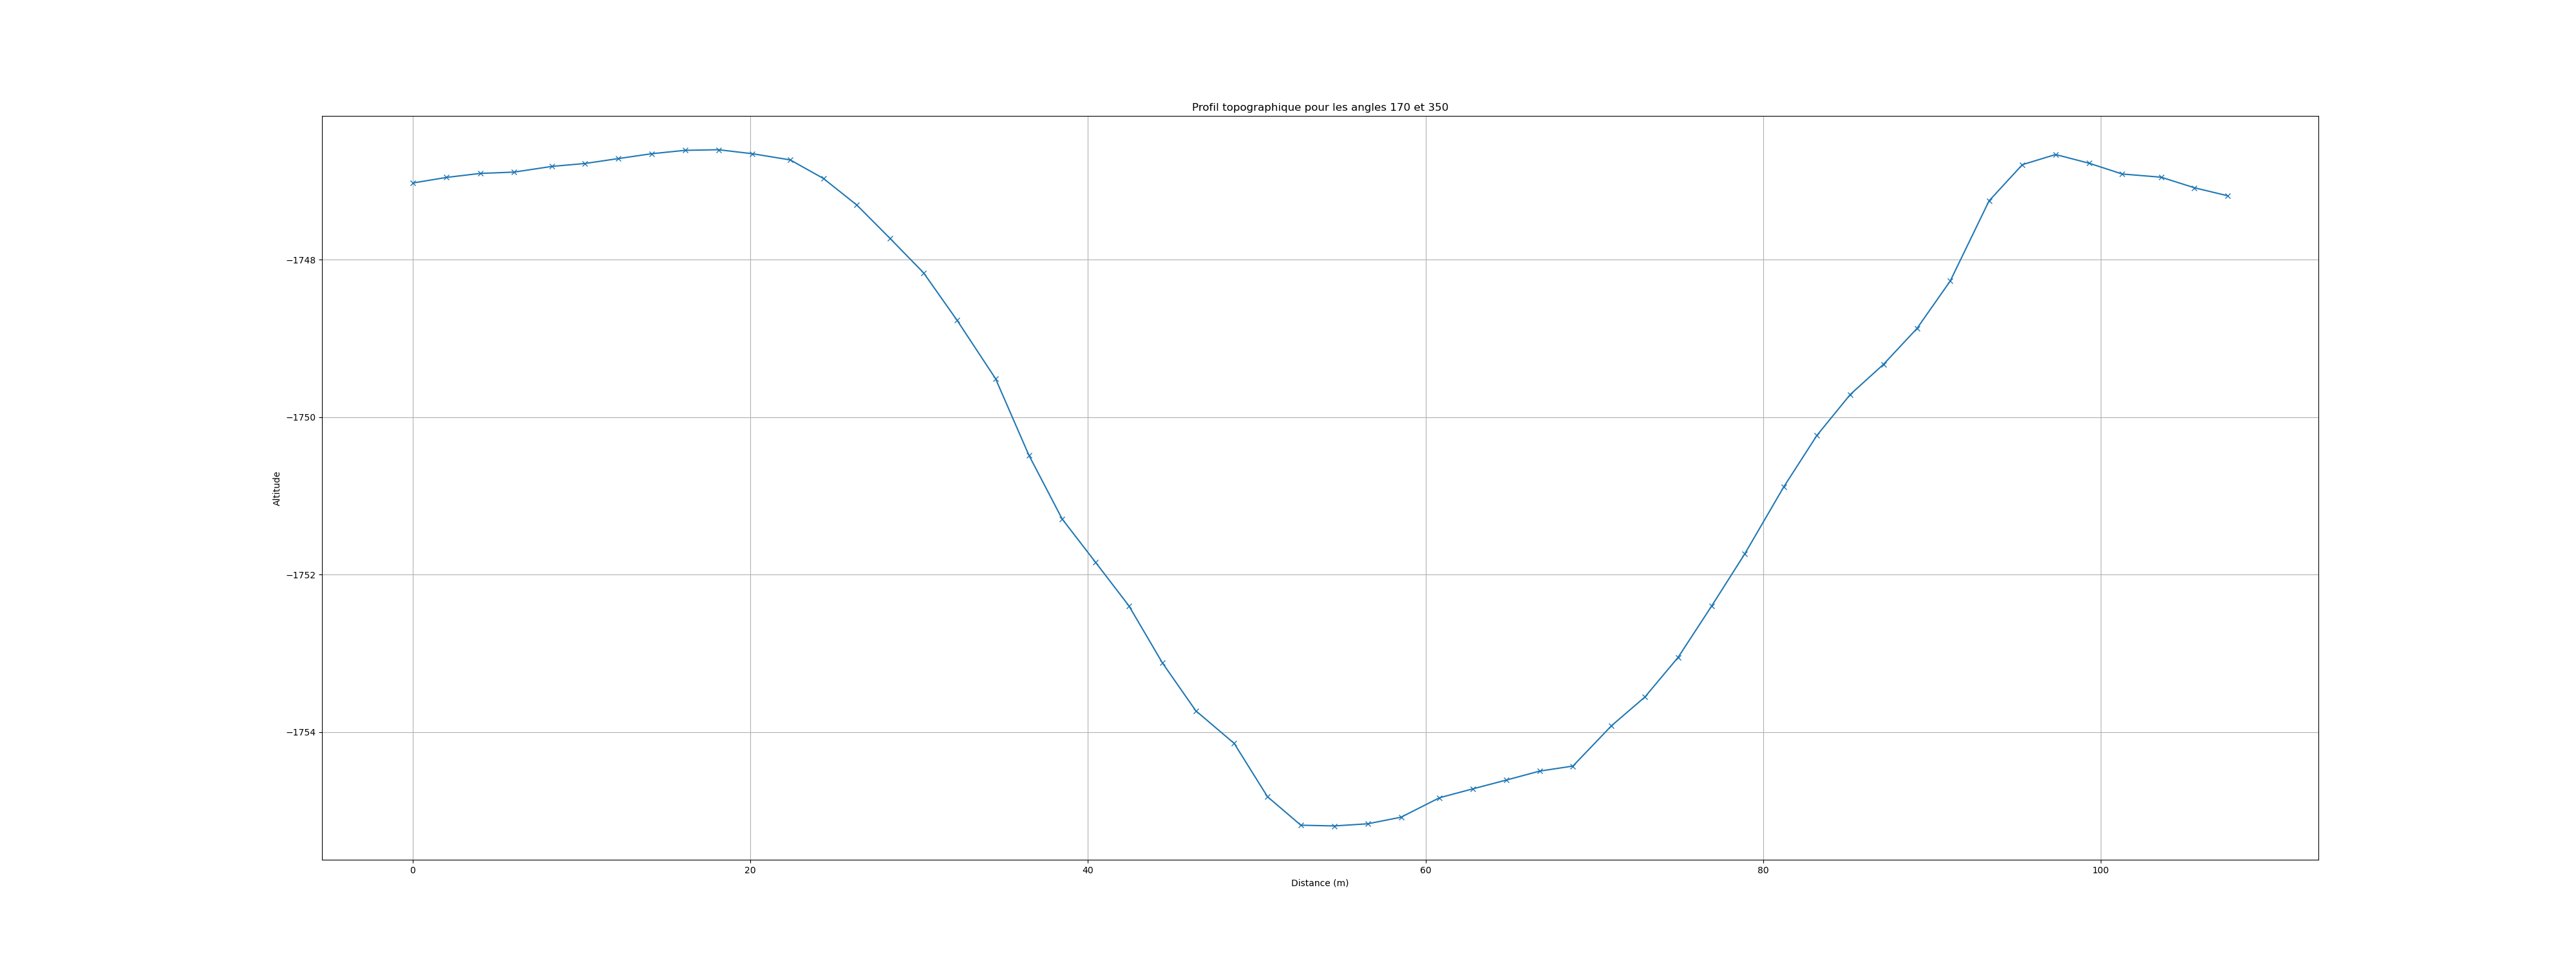 Profil topographique pour les angles 170 et 350
−1748
−1750
−1752
−1754
Altitude
0 20 40 60 80 100
Distance (m)